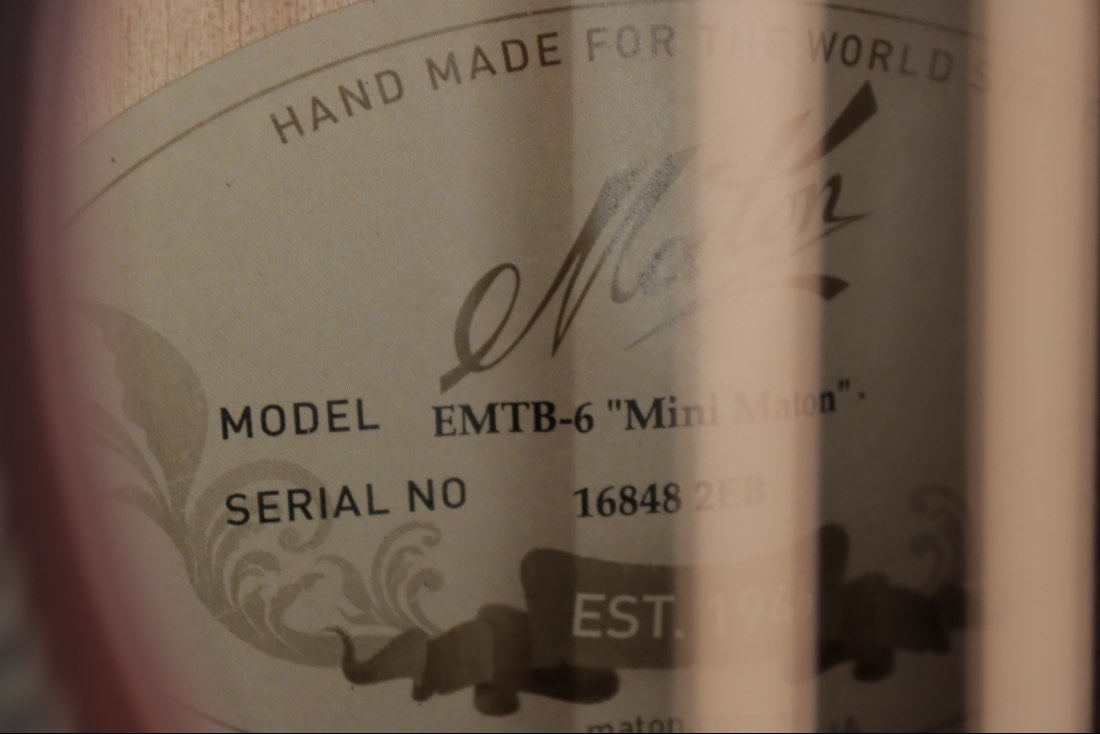 HAND MADE FOR THE WORLD
Maton
MODEL EMTB-6 "Mini Maton"
SERIAL NO 16848 2EB
EST. 1946